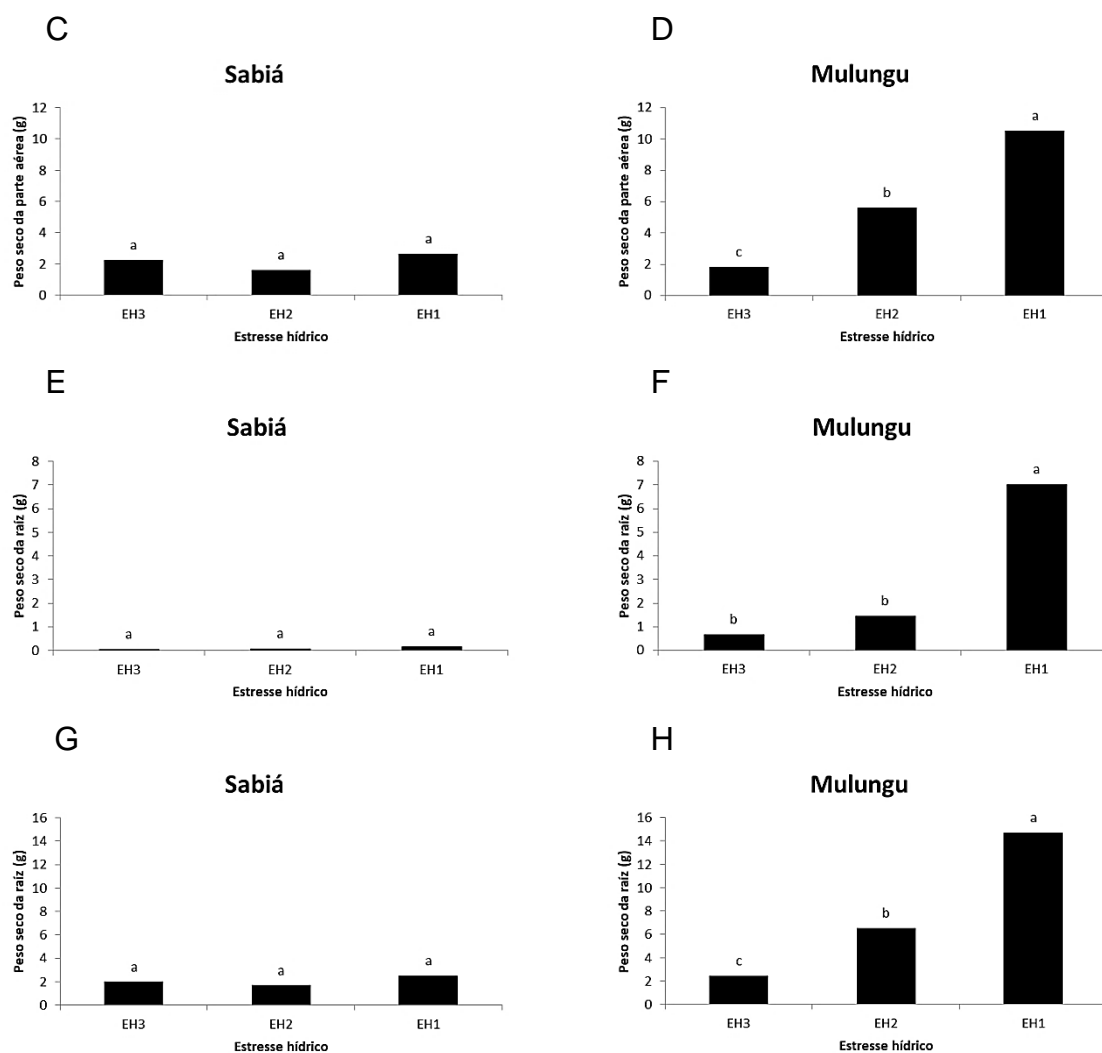 C
Sabiá
Peso seco da parte aérea (g)
12
10
8
6
4
2
0
a
a
a
EH3
EH2
EH1
Estresse hídrico
D
Mulungu
Peso seco da parte aérea (g)
12
10
8
6
4
2
0
c
b
a
EH3
EH2
EH1
Estresse hídrico
E
Sabiá
Peso seco da raíz (g)
8
7
6
5
4
3
2
1
0
a
a
a
EH3
EH2
EH1
Estresse hídrico
F
Mulungu
Peso seco da raíz (g)
8
7
6
5
4
3
2
1
0
b
b
a
EH3
EH2
EH1
Estresse hídrico
G
Sabiá
Peso seco da raíz (g)
16
14
12
10
8
6
4
2
0
a
a
a
EH3
EH2
EH1
Estresse hídrico
H
Mulungu
Peso seco da raíz (g)
16
14
12
10
8
6
4
2
0
c
b
a
EH3
EH2
EH1
Estresse hídrico